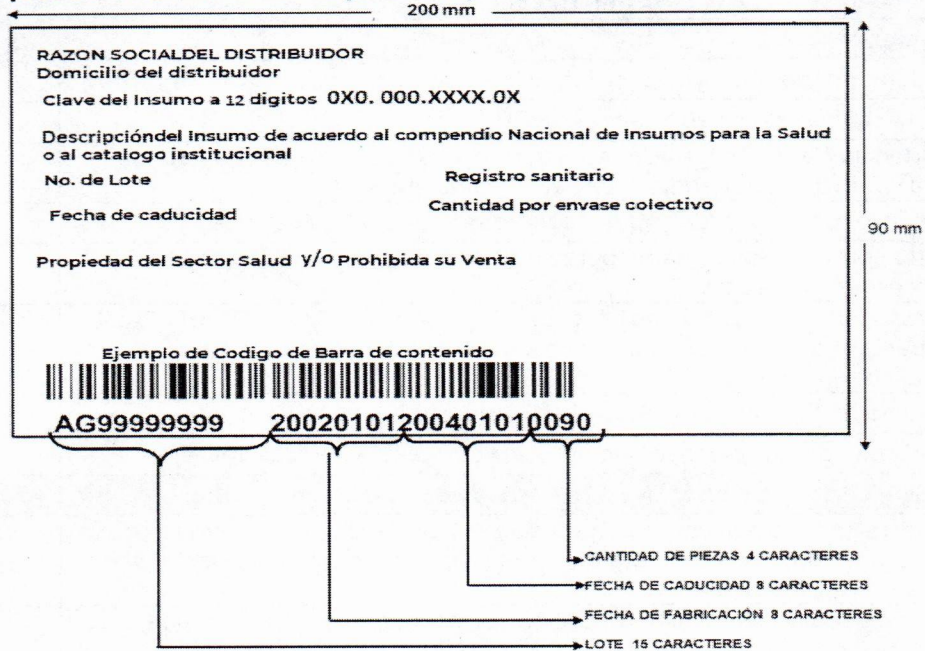 200 mm
RAZON SOCIALDEL DISTRIBUIDOR
Domicilio del distribuidor
Clave del Insumo a 12 digitos 0X0. 000.XXXX.0X
Descripcióndel Insumo de acuerdo al compendio Nacional de Insumos para la Salud
o al catalogo institucional
No. de Lote Registro sanitario
Fecha de caducidad Cantidad por envase colectivo
90 mm
Propiedad del Sector Salud y/o Prohibida su Venta
Ejemplo de Codigo de Barra de contenido
AG99999999 20020101200401010090
CANTIDAD DE PIEZAS 4 CARACTERES
FECHA DE CADUCIDAD 8 CARACTERES
FECHA DE FABRICACIÓN 8 CARACTERES
LOTE 15 CARACTERES